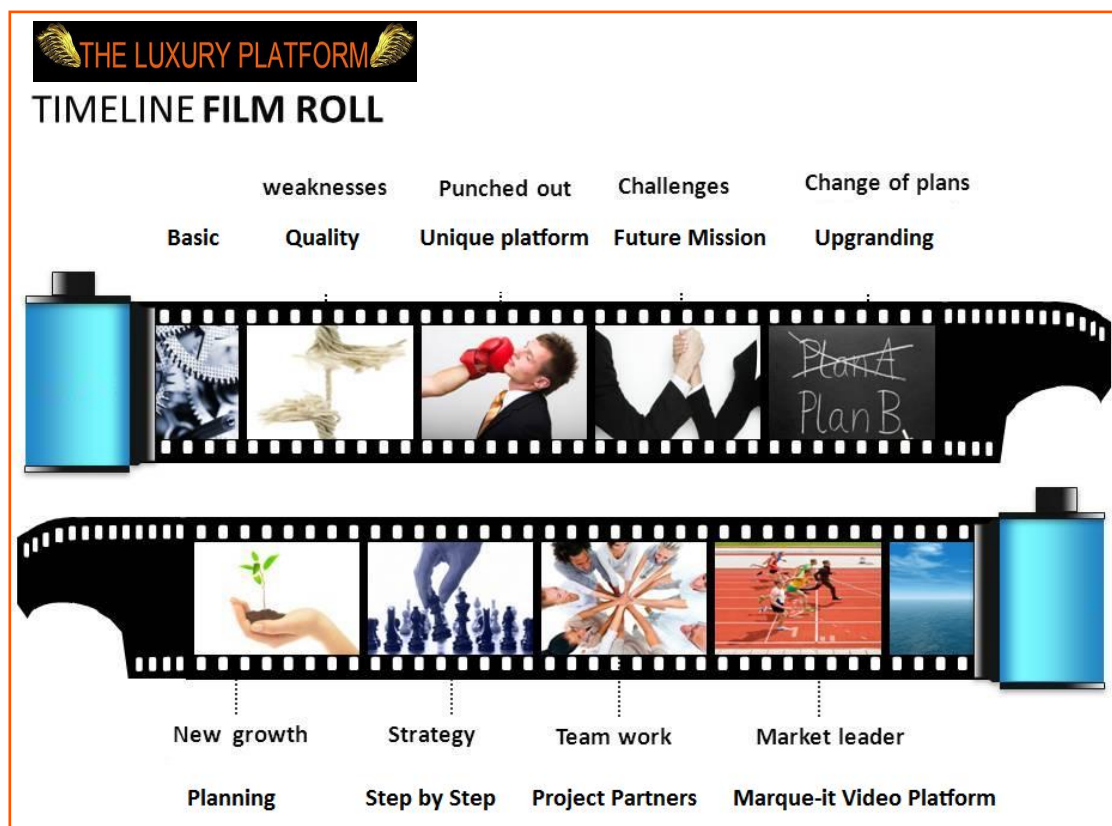 THE LUXURY PLATFORM
TIMELINE FILM ROLL
weaknesses Punched out Challenges Change of plans
Basic Quality Unique platform Future Mission Upgranding
Plan A
Plan B
New growth Strategy Team work Market leader
Planning Step by Step Project Partners Marque-it Video Platform